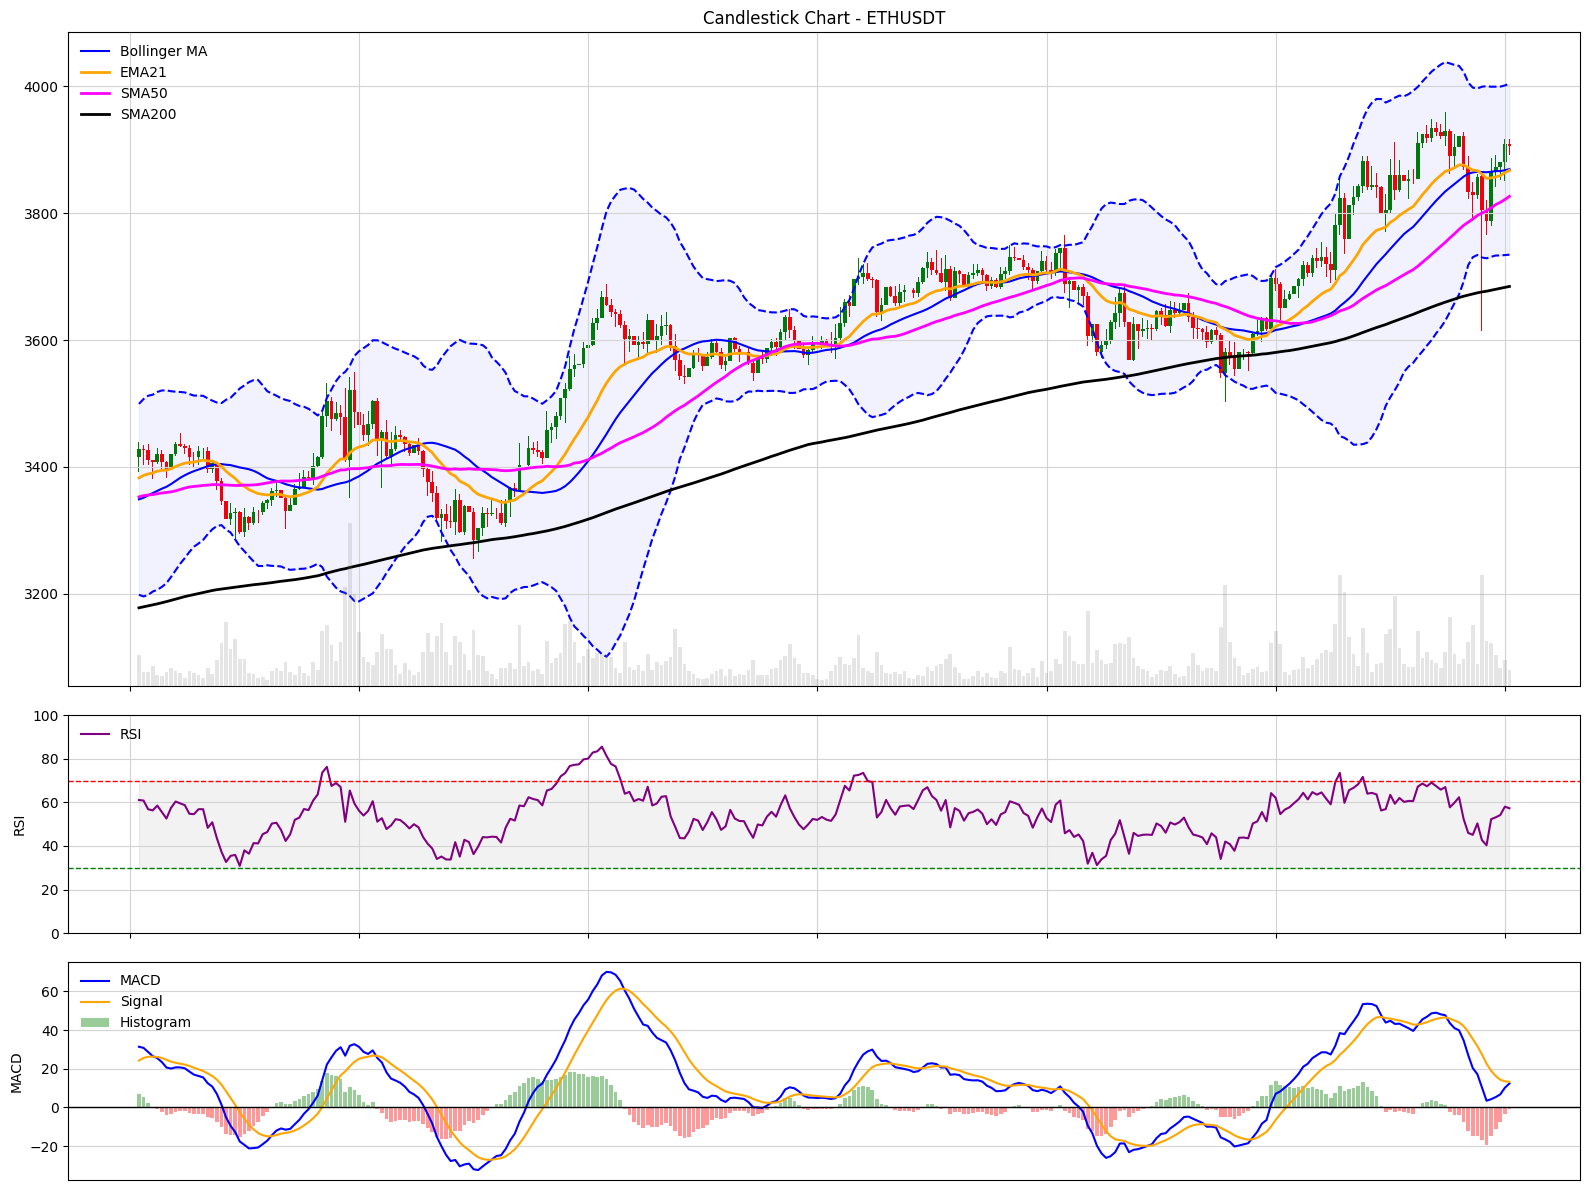 Candlestick Chart - ETHUSDT
Bollinger MA
EMA21
SMA50
SMA200
4000
3800
3600
3400
3200
RSI
100
80
60
40
20
0
RSI
MACD
Signal
Histogram
60
40
20
0
−20
MACD